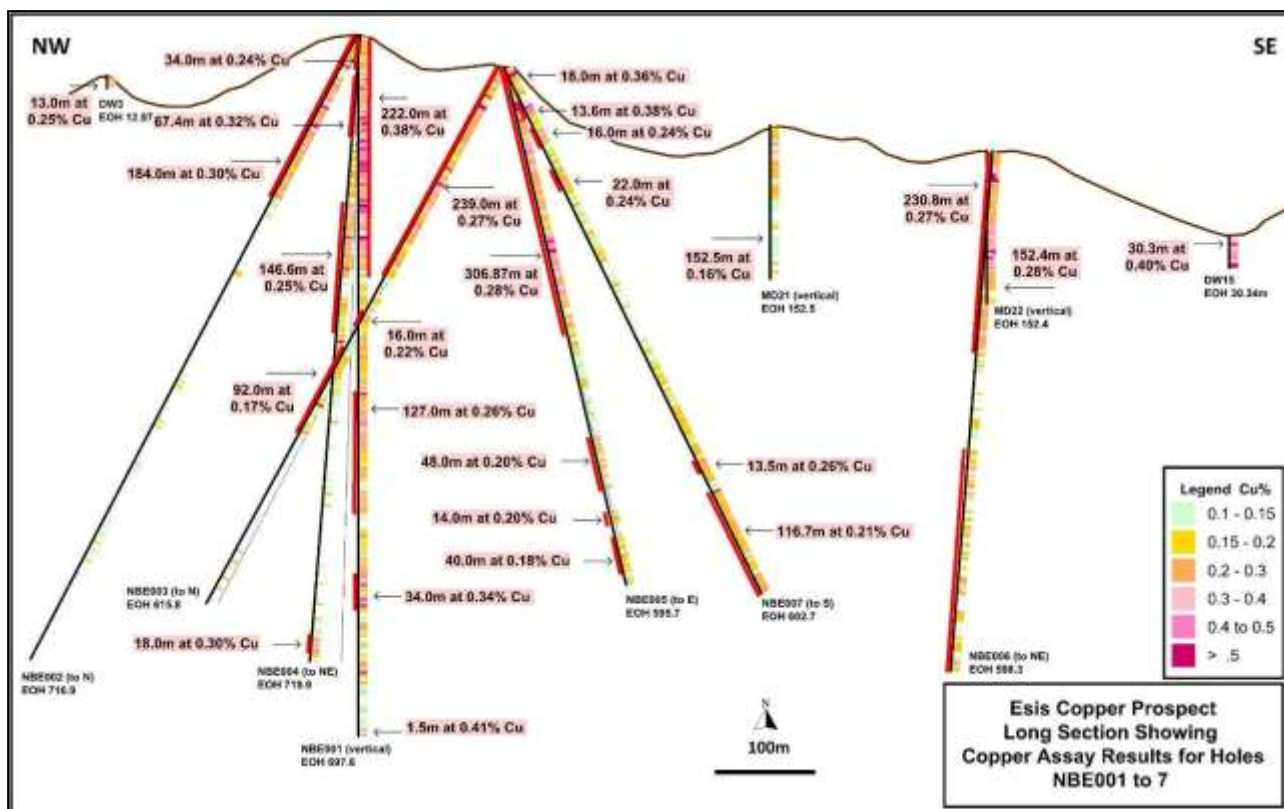 NW
SE
34.0m at 0.24% Cu
13.0m at
0.25% Cu
DW3
EOH 12.97
67.4m at 0.32% Cu
222.0m at
0.38% Cu
184.0m at 0.30% Cu
18.0m at 0.36% Cu
13.6m at 0.38% Cu
16.0m at 0.24% Cu
22.0m at
0.24% Cu
239.0m at
0.27% Cu
306.87m at
0.28% Cu
146.6m at
0.25% Cu
152.5m at
0.16% Cu
MD21 (vertical)
EOH 152.5
230.8m at
0.27% Cu
152.4m at
0.28% Cu
MD22 (vertical)
EOH 152.4
30.3m at
0.40% Cu
DW15
EOH 30.34m
16.0m at
0.22% Cu
92.0m at
0.17% Cu
127.0m at 0.26% Cu
48.0m at 0.20% Cu
13.5m at 0.26% Cu
14.0m at 0.20% Cu
116.7m at 0.21% Cu
40.0m at 0.18% Cu
NBE003 (to N)
EOH 615.8
34.0m at 0.34% Cu
NBE005 (to E)
EOH 595.7
NBE007 (to S)
EOH 602.7
18.0m at 0.30% Cu
NBE002 (to N)
EOH 716.9
NBE004 (to NE)
EOH
NBE006 (to NE)
EOH
1.5m at 0.41% Cu
NBE001 (vertical)
EOH 697.6
N
100m
Legend Cu%
0.1 - 0.15
0.15 - 0.2
0.2 - 0.3
0.3 - 0.4
0.4 to 0.5
> .5
Esis Copper Prospect
Long Section Showing
Copper Assay Results for Holes
NBE001 to 7